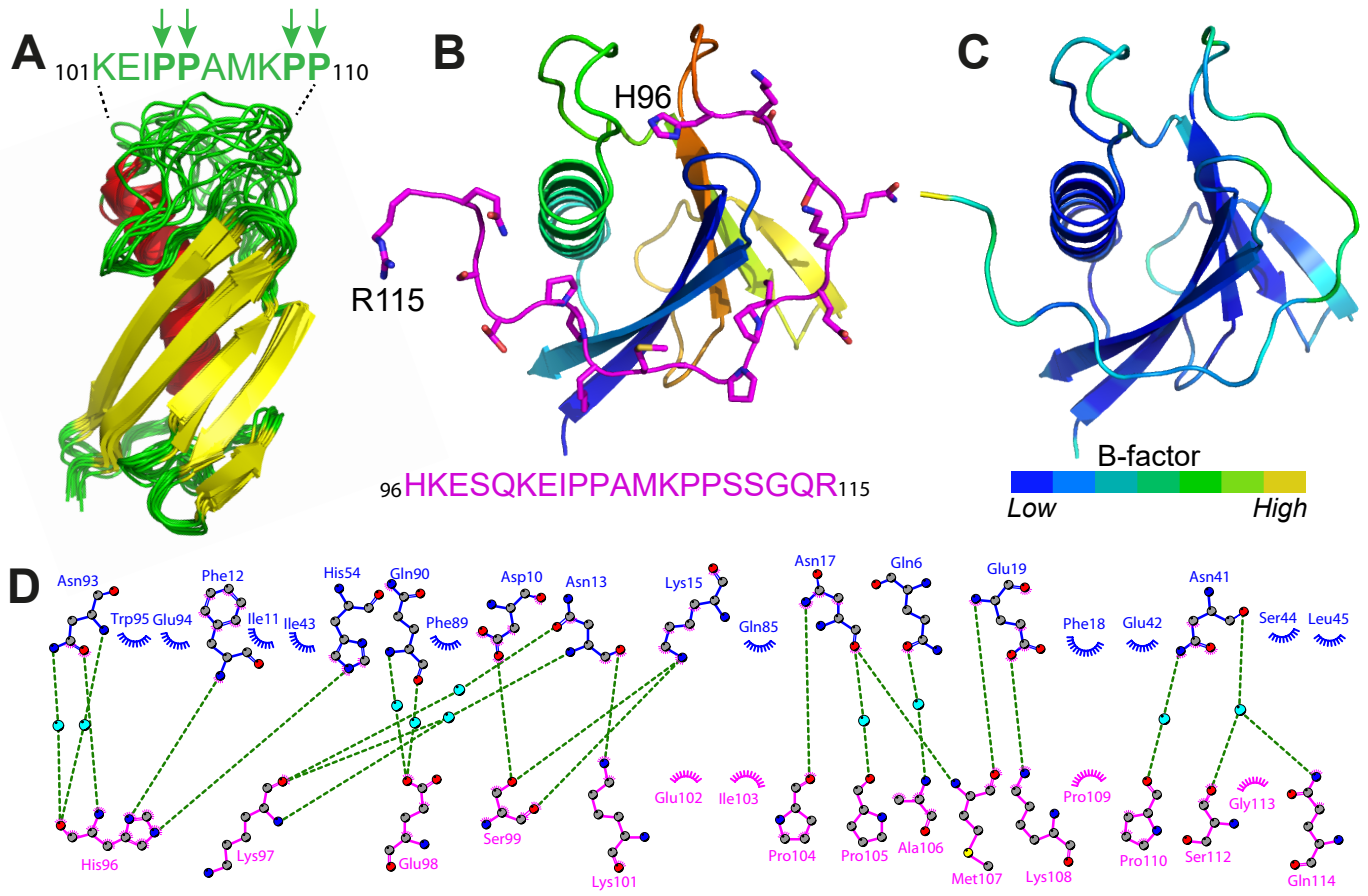 A
101KEIPPAMKPP110
B
H96
R115
96HKESQKEIPPAMKPPSSGQR115
C
B-factor
Low High
D
Asn93
Trp95
Glu94
Phe12
Ile11
Ile43
His54
Gln90
Phe89
Asp10
Asn13
Lys15
Gln85
Asn17
Gln6
Glu19
Phe18
Glu42
Asn41
Ser44
Leu45
His96
Lys97
Glu98
Ser99
Lys101
Glu102
Ile103
Pro104
Pro105
Ala106
Met107
Lys108
Pro109
Pro110
Ser112
Gly113
Gln114